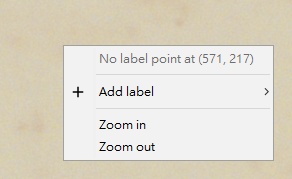 No label point at (571, 217)
Add label
Zoom in
Zoom out